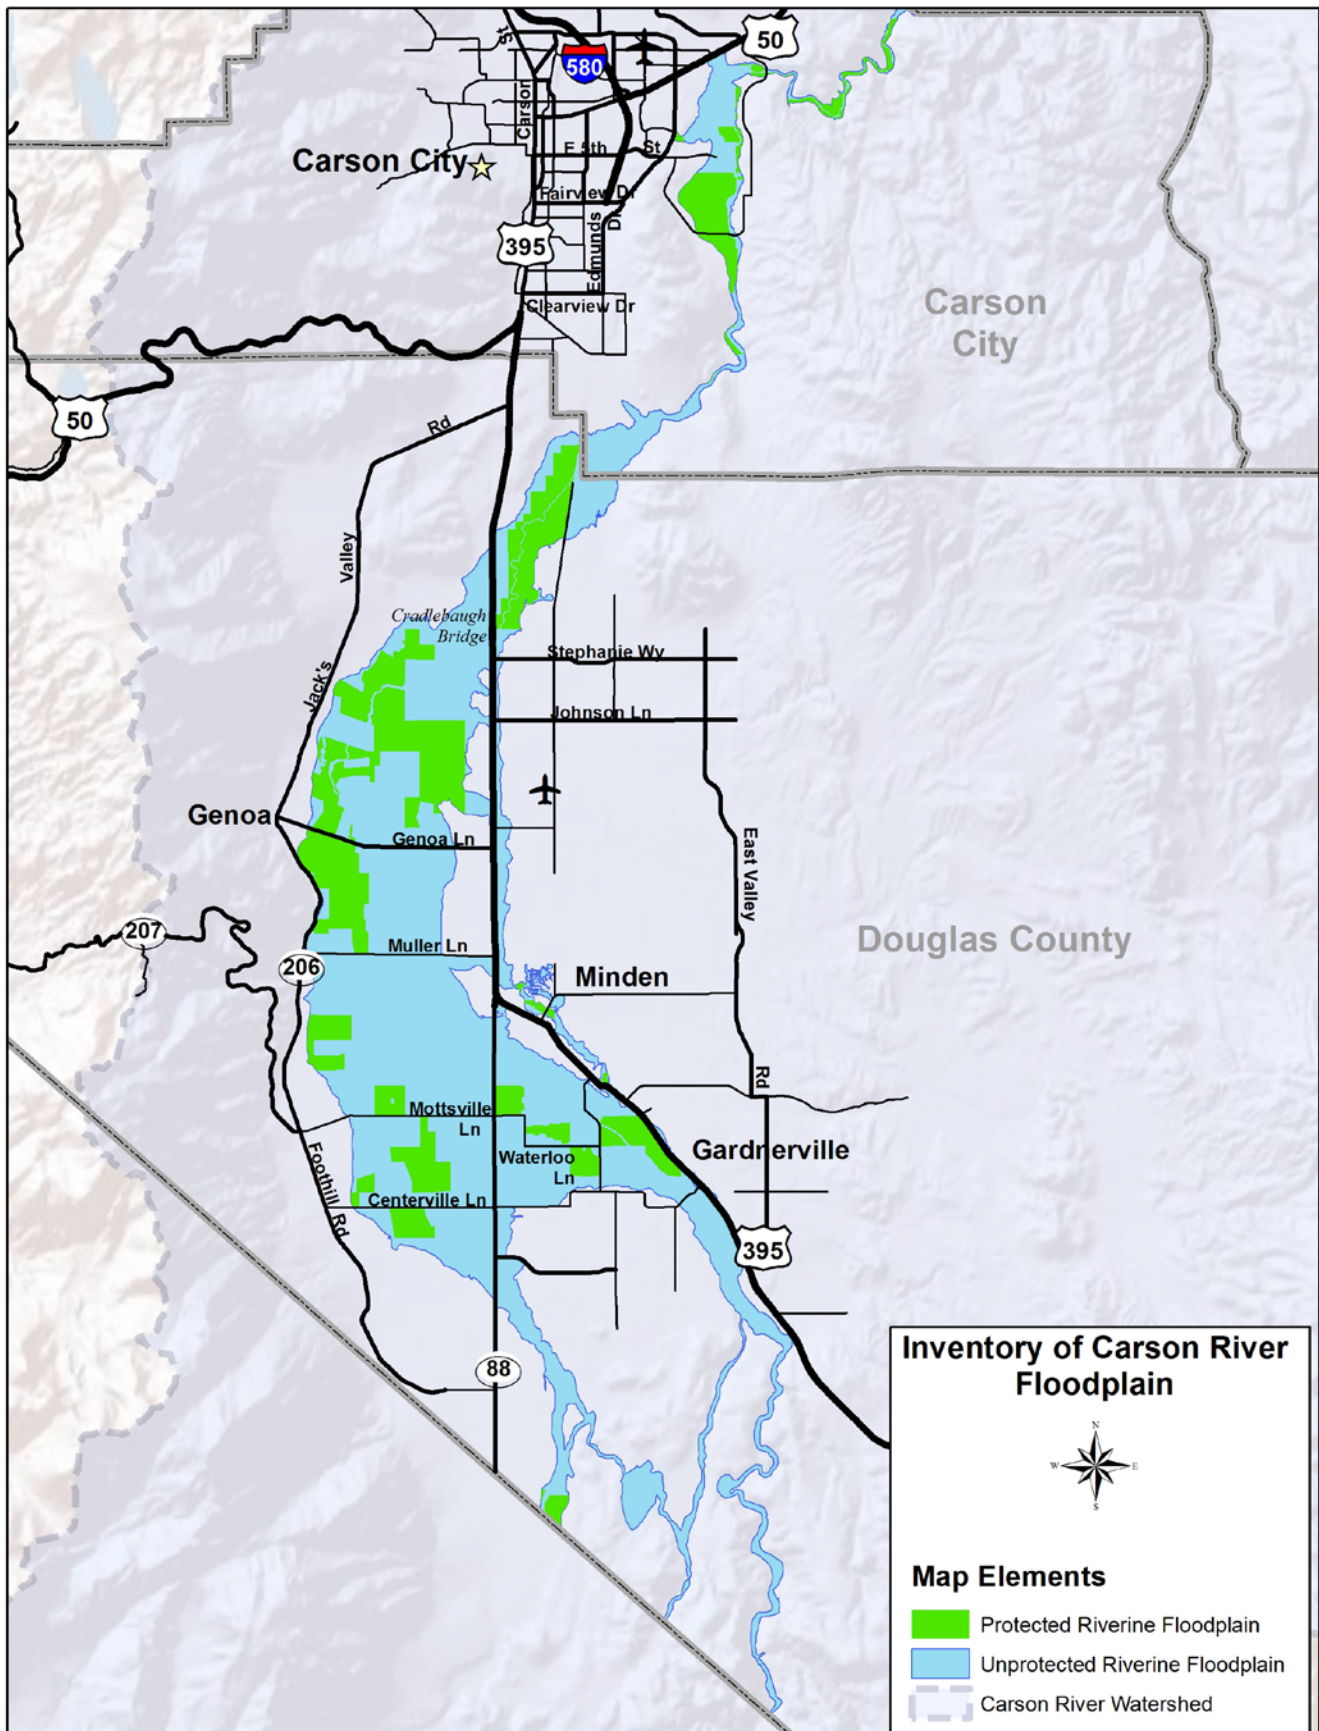 50
580
St
Carson
E 5th St
Carson City
Fairview Dr
395
Edmunds
Dr
Clearview Dr
Carson
City
50
Rd
Valley
Jack's
Cradlebaugh
Bridge
Stephanie Wy
Johnson Ln
Genoa
Genoa Ln
East Valley
Rd
207
Muller Ln
206
Douglas County
Minden
Mottsville
Ln
Waterloo
Ln
Gardnerville
Foothill Rd
Centerville Ln
395
88
Inventory of Carson River
Floodplain
N
W
E
S
Map Elements
Protected Riverine Floodplain
Unprotected Riverine Floodplain
Carson River Watershed